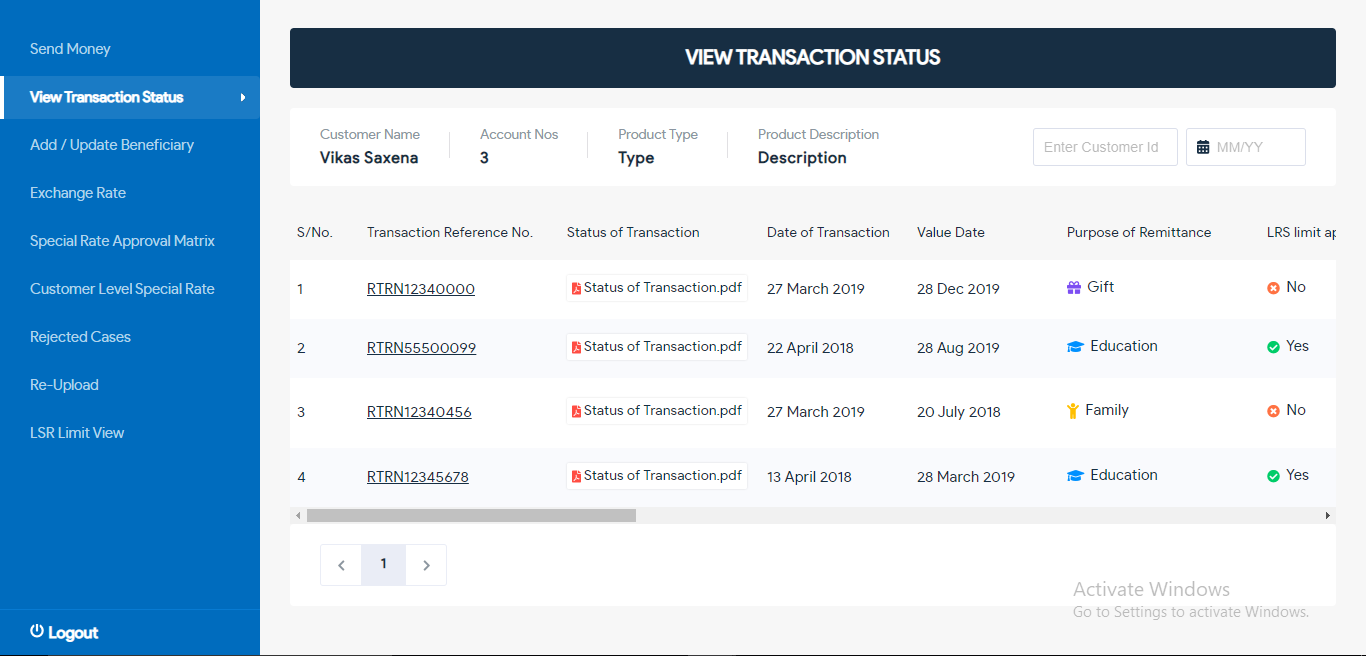 Send Money
View Transaction Status
Add / Update Beneficiary
Exchange Rate
Special Rate Approval Matrix
Customer Level Special Rate
Rejected Cases
Re-Upload
LSR Limit View
Logout
VIEW TRANSACTION STATUS
Customer Name Account Nos Product Type Product Description
Vikas Saxena 3 Type Description
Enter Customer Id MM/YY
S/No. Transaction Reference No. Status of Transaction Date of Transaction Value Date Purpose of Remittance LRS limit ap
1 RTRN12340000 Status of Transaction.pdf 27 March 2019 28 Dec 2019 Gift No
2 RTRN55500099 Status of Transaction.pdf 22 April 2018 28 Aug 2019 Education Yes
3 RTRN12340456 Status of Transaction.pdf 27 March 2019 20 July 2018 Family No
4 RTRN12345678 Status of Transaction.pdf 13 April 2018 28 March 2019 Education Yes
1
Activate Windows
Go to Settings to activate Windows.